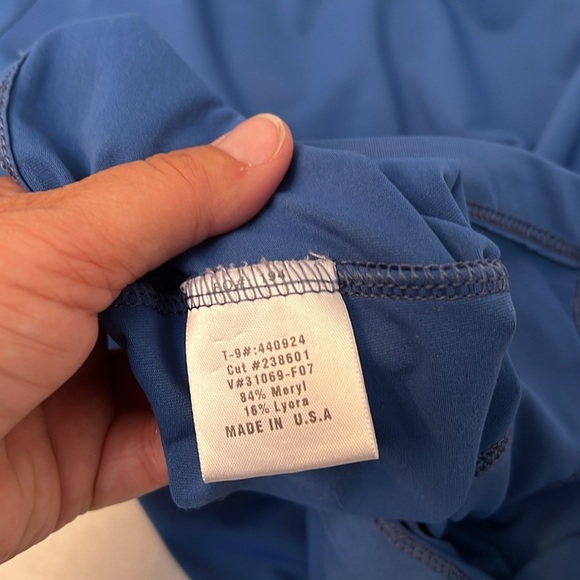 T-9#:440924
Cut #238601
V#31069-F07
84% Meryl
16% Lycra
MADE IN U.S.A